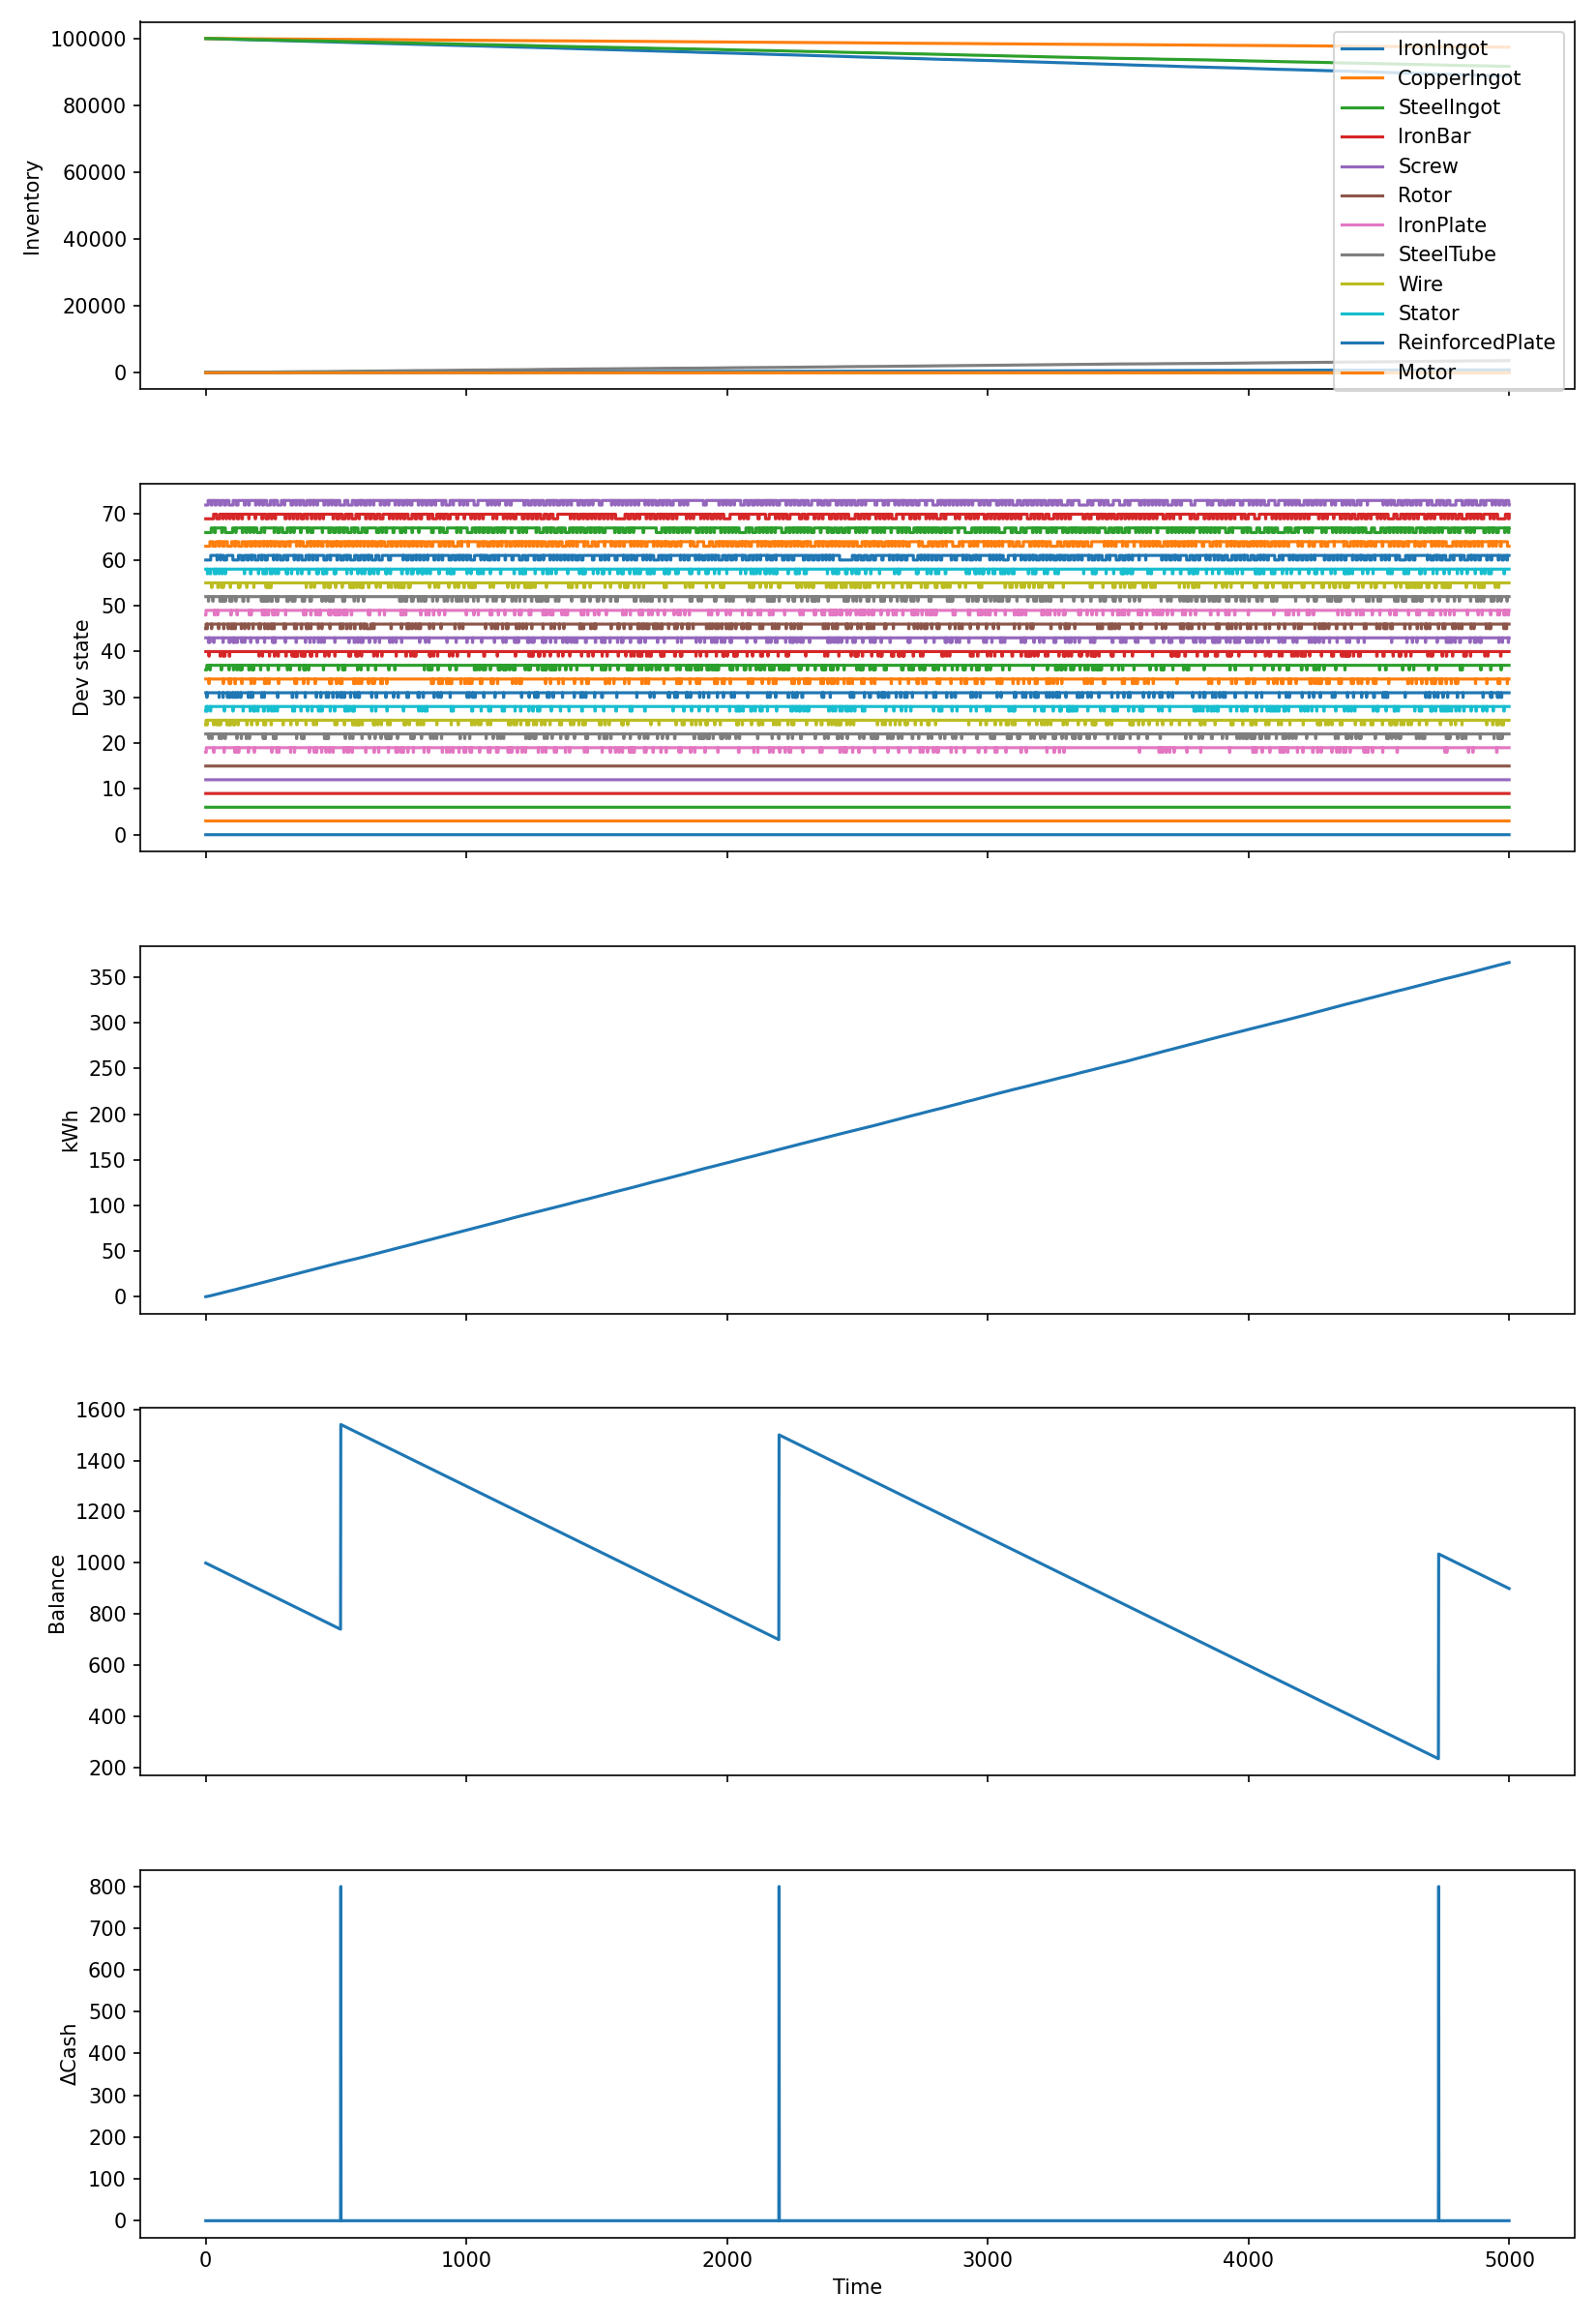 100000
80000
60000
40000
20000
0
Inventory
IronIngot
CopperIngot
SteelIngot
IronBar
Screw
Rotor
IronPlate
SteelTube
Wire
Stator
ReinforcedPlate
Motor
70
60
50
40
30
20
10
0
Dev state
350
300
250
200
150
100
50
0
kWh
1600
1400
1200
1000
800
600
400
200
Balance
800
700
600
500
400
300
200
100
0
ΔCash
0 1000 2000 3000 4000 5000
Time